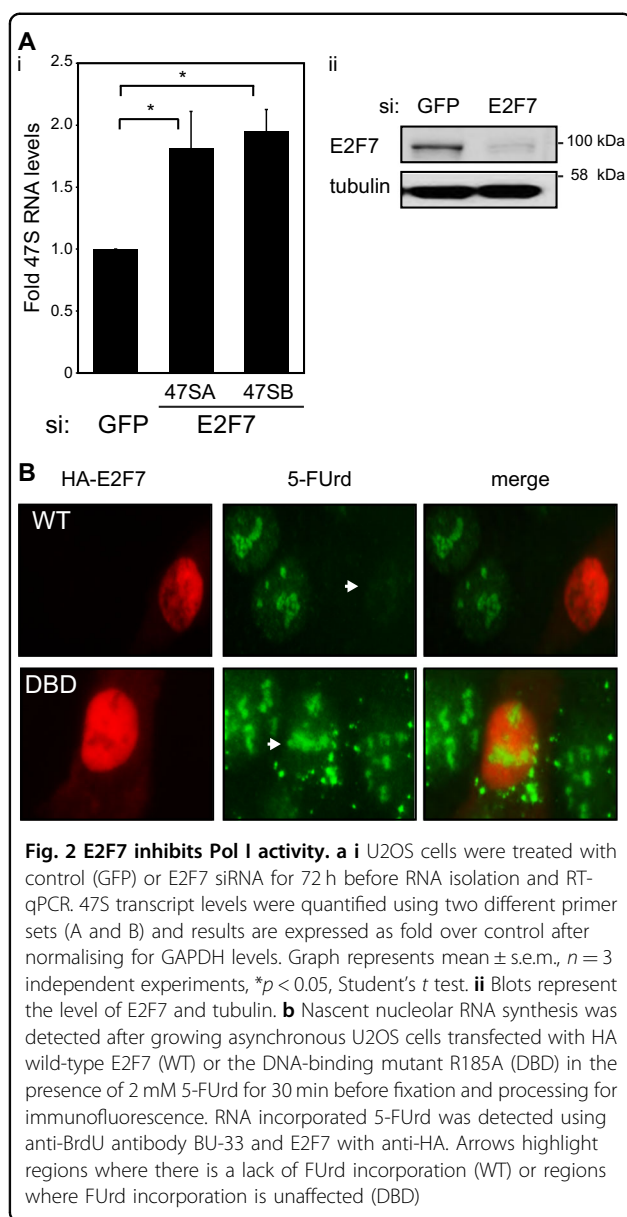 A
i
ii
2.5
2.0
1.5
1.0
0.5
0
Fold 47S RNA levels
*
*
47SA 47SB
si: GFP E2F7
si: GFP E2F7
E2F7
tubulin
- 100 kDa
- 58 kDa
B
HA-E2F7 5-FUrd merge
WT
DBD
Fig. 2 E2F7 inhibits Pol I activity. a i U2OS cells were treated with
control (GFP) or E2F7 siRNA for 72 h before RNA isolation and RT-
qPCR. 47S transcript levels were quantified using two different primer
sets (A and B) and results are expressed as fold over control after
normalising for GAPDH levels. Graph represents mean ± s.e.m., n = 3
independent experiments, *p < 0.05, Student's t test. ii Blots represent
the level of E2F7 and tubulin. b Nascent nucleolar RNA synthesis was
detected after growing asynchronous U2OS cells transfected with HA
wild-type E2F7 (WT) or the DNA-binding mutant R185A (DBD) in the
presence of 2 mM 5-FUrd for 30 min before fixation and processing for
immunofluorescence. RNA incorporated 5-FUrd was detected using
anti-BrdU antibody BU-33 and E2F7 with anti-HA. Arrows highlight
regions where there is a lack of FUrd incorporation (WT) or regions
where FUrd incorporation is unaffected (DBD)